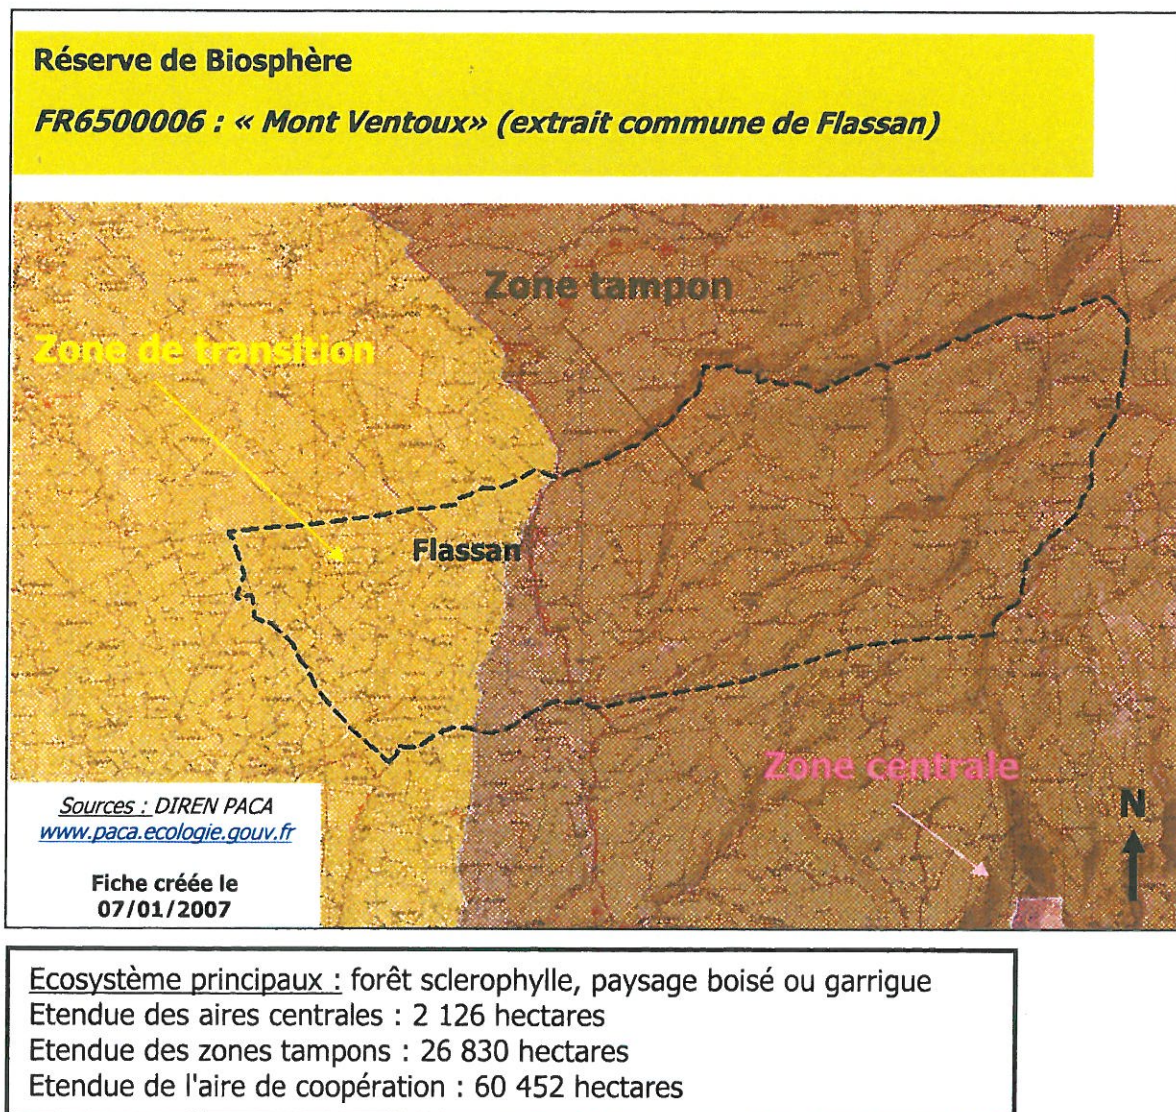 Réserve de Biosphère
FR6500006 : « Mont Ventoux» (extrait commune de Flassan)
Zone tampon
Zone de transition
Flassan
Zone centrale
N
Sources : DIREN PACA
www.paca.ecologie.gouv.fr
Fiche créée le
07/01/2007
Ecosystème principaux : forêt sclerophylle, paysage boisé ou garrigue
Etendue des aires centrales : 2 126 hectares
Etendue des zones tampons : 26 830 hectares
Etendue de l'aire de coopération : 60 452 hectares